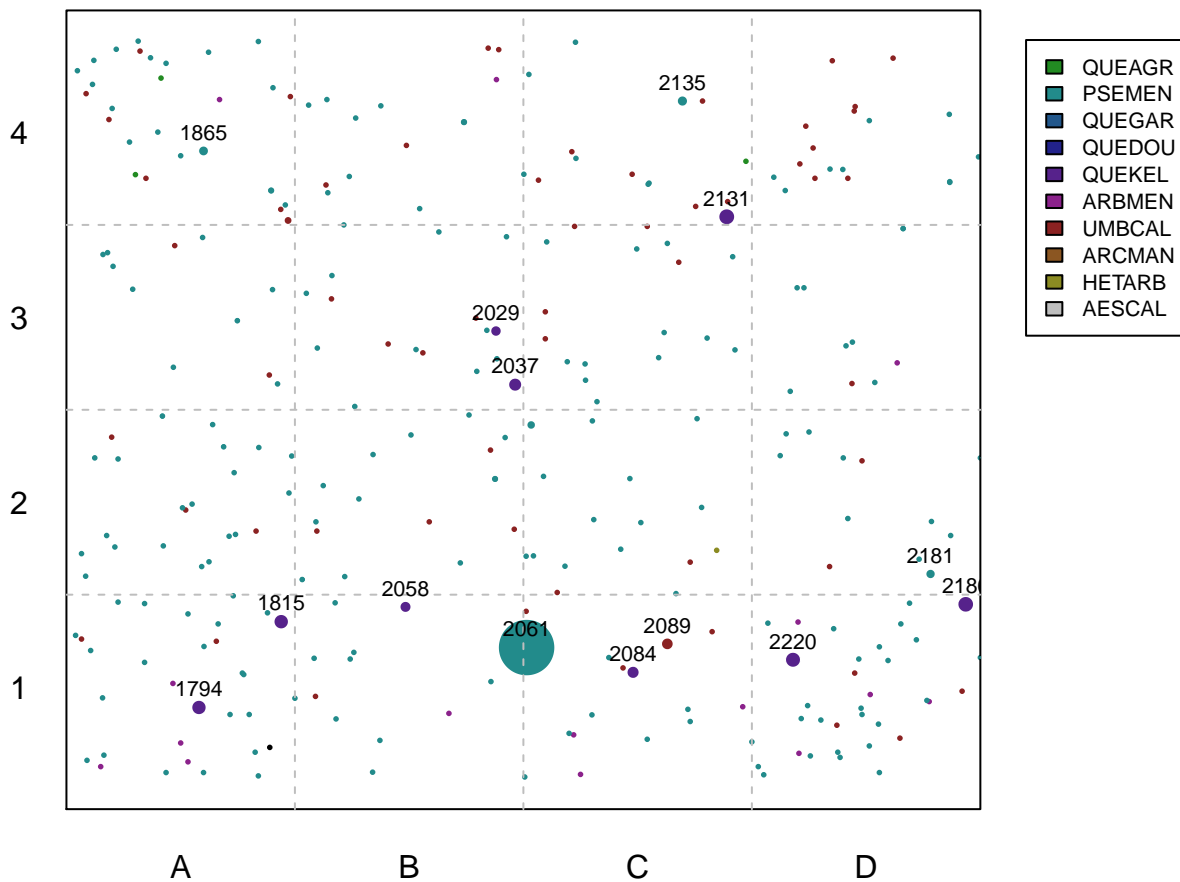 QUEAGR
PSEMEN
QUEGAR
QUEDOU
QUEKEL
ARBMEN
UMBCAL
ARCMAN
HETARB
AESCAL
4
3
2
1
2135
1865
2131
2029
2037
2181
2058
1815
2061
2089
2084
2220
1794
A
B
C
D